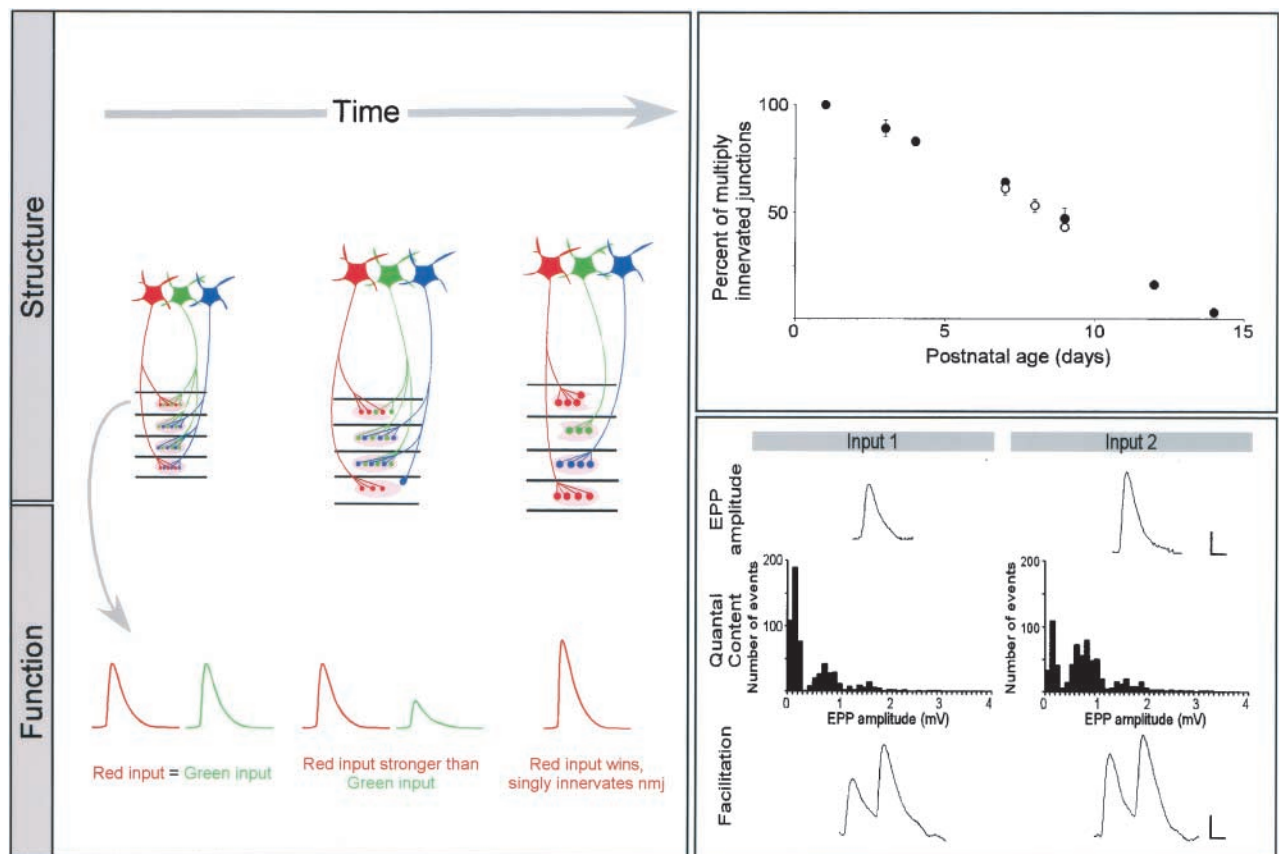 Structure
Function
Time
Red input = Green input
Red input stronger than
Green input
Red input wins,
singly innervates nmj
Percent of multiply
innervated junctions
100
50
0
5
10
15
Postnatal age (days)
Input 1
Input 2
EPP
amplitude
Quantal
Content
Number of events
200
100
0
0
1
2
3
4
EPP amplitude (mV)
Number of events
200
100
0
0
1
2
3
4
EPP amplitude (mV)
Facilitation